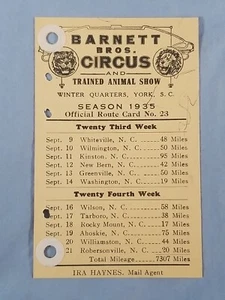 BARNETT
BROS.
CIRCUS
AND
TRAINED ANIMAL SHOW
WINTER QUARTERS, YORK, S. C.
SEASON 1935
Official Route Card No. 23
Twenty Third Week
Sept. 9 Whiteville, N. C. 48 Miles
Sept. 10 Wilmington, N. C. 50 Miles
Sept. 11 Kinston, N. C. 95 Miles
Sept. 12 New Bern, N. C. 42 Miles
Sept. 13 Greenville, N. C. 50 Miles
Sept. 14 Washington, N. C. 19 Miles
Twenty Fourth Week
Sept. 16 Wilson, N. C. 58 Miles
Sept. 17 Tarboro, N. C. 38 Miles
Sept. 18 Rocky Mount, N. C. 17 Miles
Sept. 19 Ahoskie, N. C. 75 Miles
Sept. 20 Williamston, N. C. 44 Miles
Sept. 21 Robersonville, N. C. 20 Miles
Total Mileage 7307 Miles
IRA HAYNES, Mail Agent